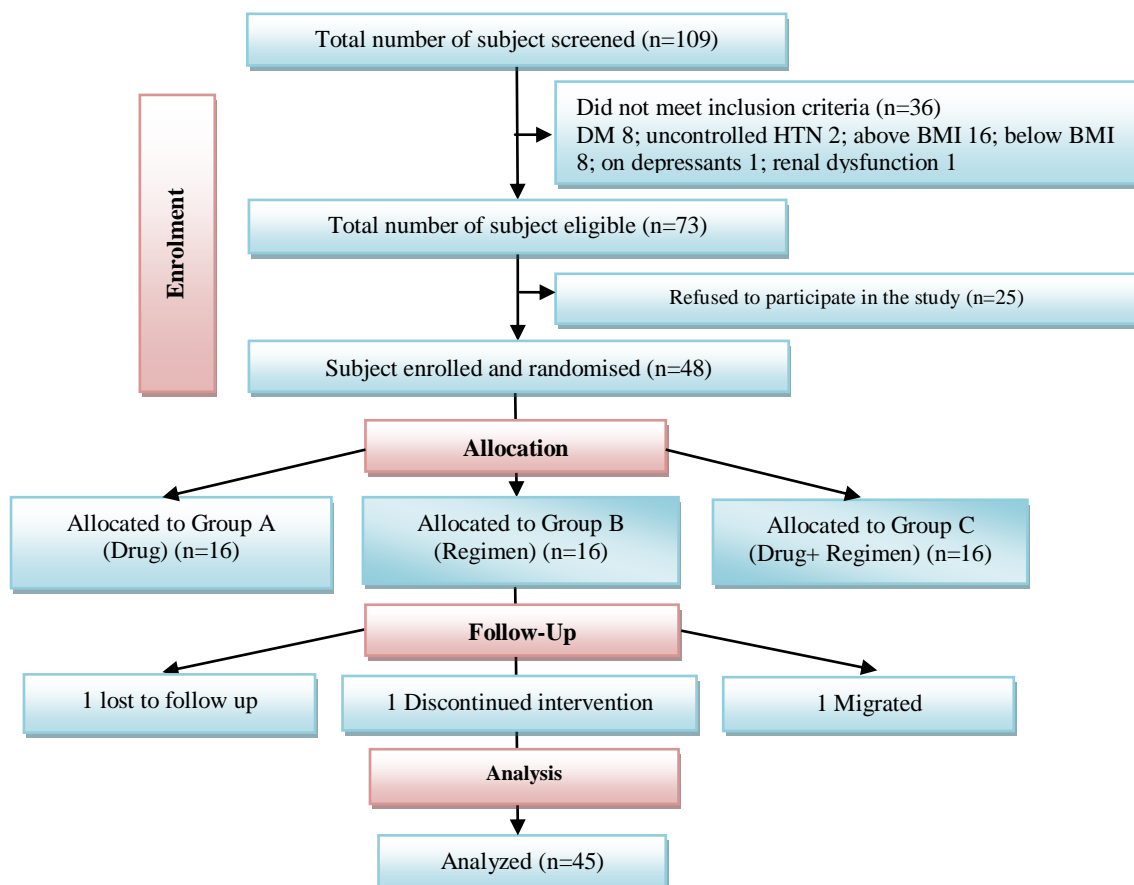 Total number of subject screened (n=109)
Enrolment
Did not meet inclusion criteria (n=36)
DM 8; uncontrolled HTN 2; above BMI 16; below BMI
8; on depressants 1; renal dysfunction 1
Total number of subject eligible (n=73)
Refused to participate in the study (n=25)
Subject enrolled and randomised (n=48)
Allocation
Allocated to Group A
(Drug) (n=16)
Allocated to Group B
(Regimen) (n=16)
Allocated to Group C
(Drug+ Regimen) (n=16)
Follow-Up
1 lost to follow up
1 Discontinued intervention
1 Migrated
Analysis
Analyzed (n=45)